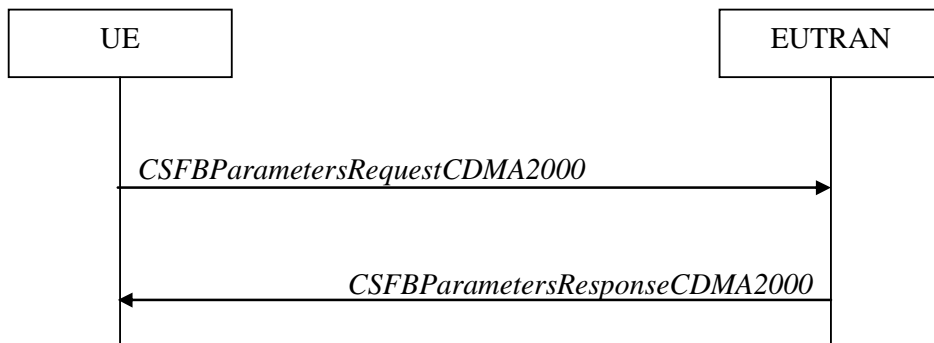 UE
EUTRAN
CSFBParametersRequestCDMA2000
CSFBParametersResponseCDMA2000